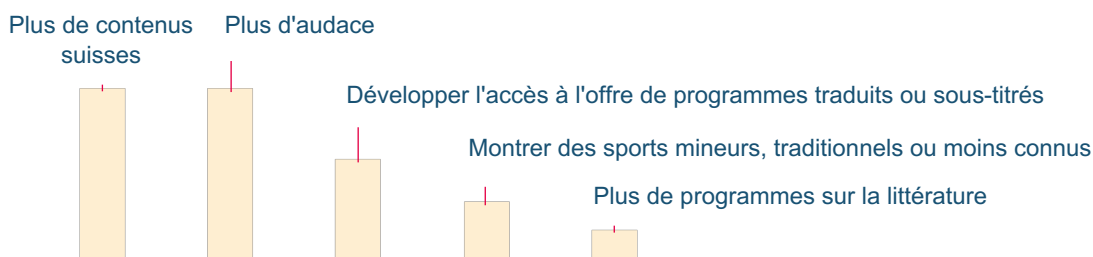 Plus de contenus
suisses
Plus d'audace
Développer l'accès à l'offre de programmes traduits ou sous-titrés
Montrer des sports mineurs, traditionnels ou moins connus
Plus de programmes sur la littérature